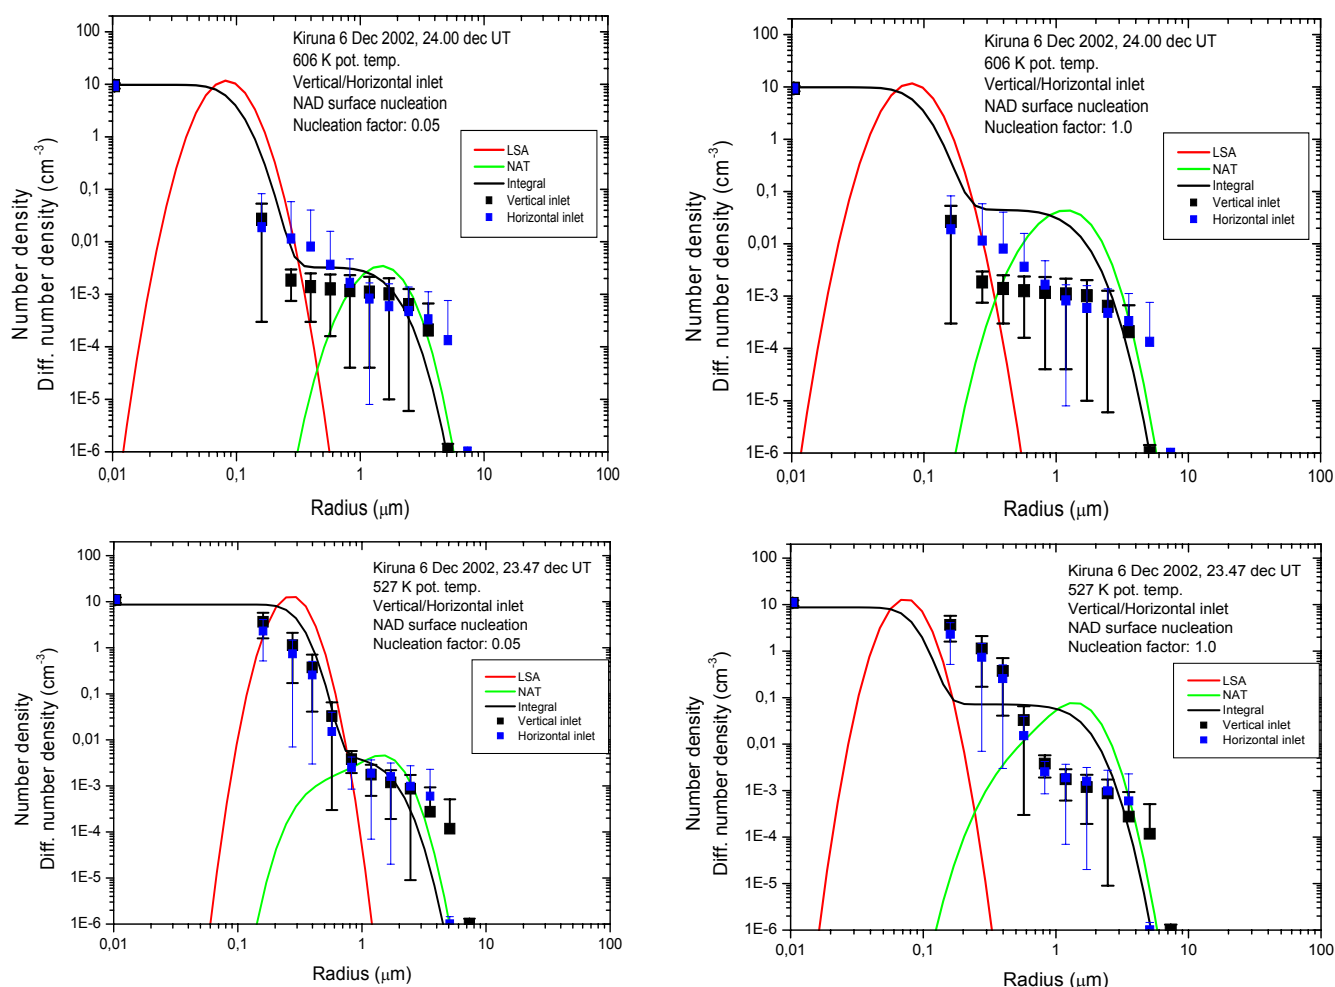 Kiruna 6 Dec 2002, 24.00 dec UT
606 K pot. temp.
Vertical/Horizontal inlet
NAD surface nucleation
Nucleation factor: 0.05
LSA
NAT
Integral
Vertical inlet
Horizontal inlet
Number density
Diff. number density (cm⁻³)
100
10
1
0,1
0,01
1E-3
1E-4
1E-5
1E-6
0,01
0,1
1
10
100
Radius (μm)
Kiruna 6 Dec 2002, 24.00 dec UT
606 K pot. temp.
Vertical/Horizontal inlet
NAD surface nucleation
Nucleation factor: 1.0
LSA
NAT
Integral
Vertical inlet
Horizontal inlet
Number density
Diff. number density (cm⁻³)
100
10
1
0,1
0,01
1E-3
1E-4
1E-5
1E-6
0,01
0,1
1
10
100
Radius (μm)
Kiruna 6 Dec 2002, 23.47 dec UT
527 K pot. temp.
Vertical/Horizontal inlet
NAD surface nucleation
Nucleation factor: 0.05
LSA
NAT
Integral
Vertical inlet
Horizontal inlet
Number density
Diff. number density (cm⁻³)
100
10
1
0,1
0,01
1E-3
1E-4
1E-5
1E-6
0,01
0,1
1
10
100
Radius (μm)
Kiruna 6 Dec 2002, 23.47 dec UT
527 K pot. temp.
Vertical/Horizontal inlet
NAD surface nucleation
Nucleation factor: 1.0
LSA
NAT
Integral
Vertical inlet
Horizontal inlet
Number density
Diff. number density (cm⁻³)
100
10
1
0,1
0,01
1E-3
1E-4
1E-5
1E-6
0,01
0,1
1
10
100
Radius (μm)